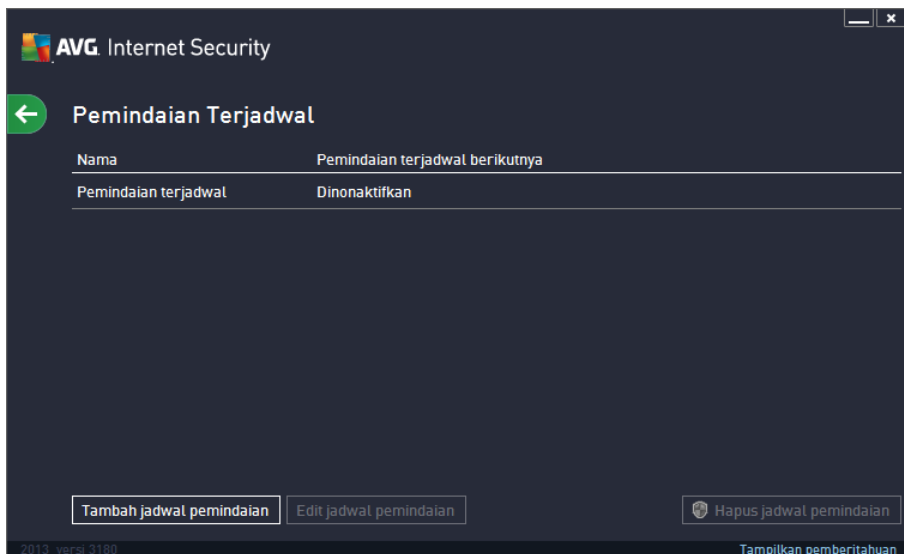 AVG. Internet Security
Pemindaian Terjadwal
Nama Pemindaian terjadwal berikutnya
Pemindaian terjadwal Dinonaktifkan
Tambah jadwal pemindaian Edit jadwal pemindaian Hapus jadwal pemindaian
2013 versi 3180 Tampilkan pemberitahuan